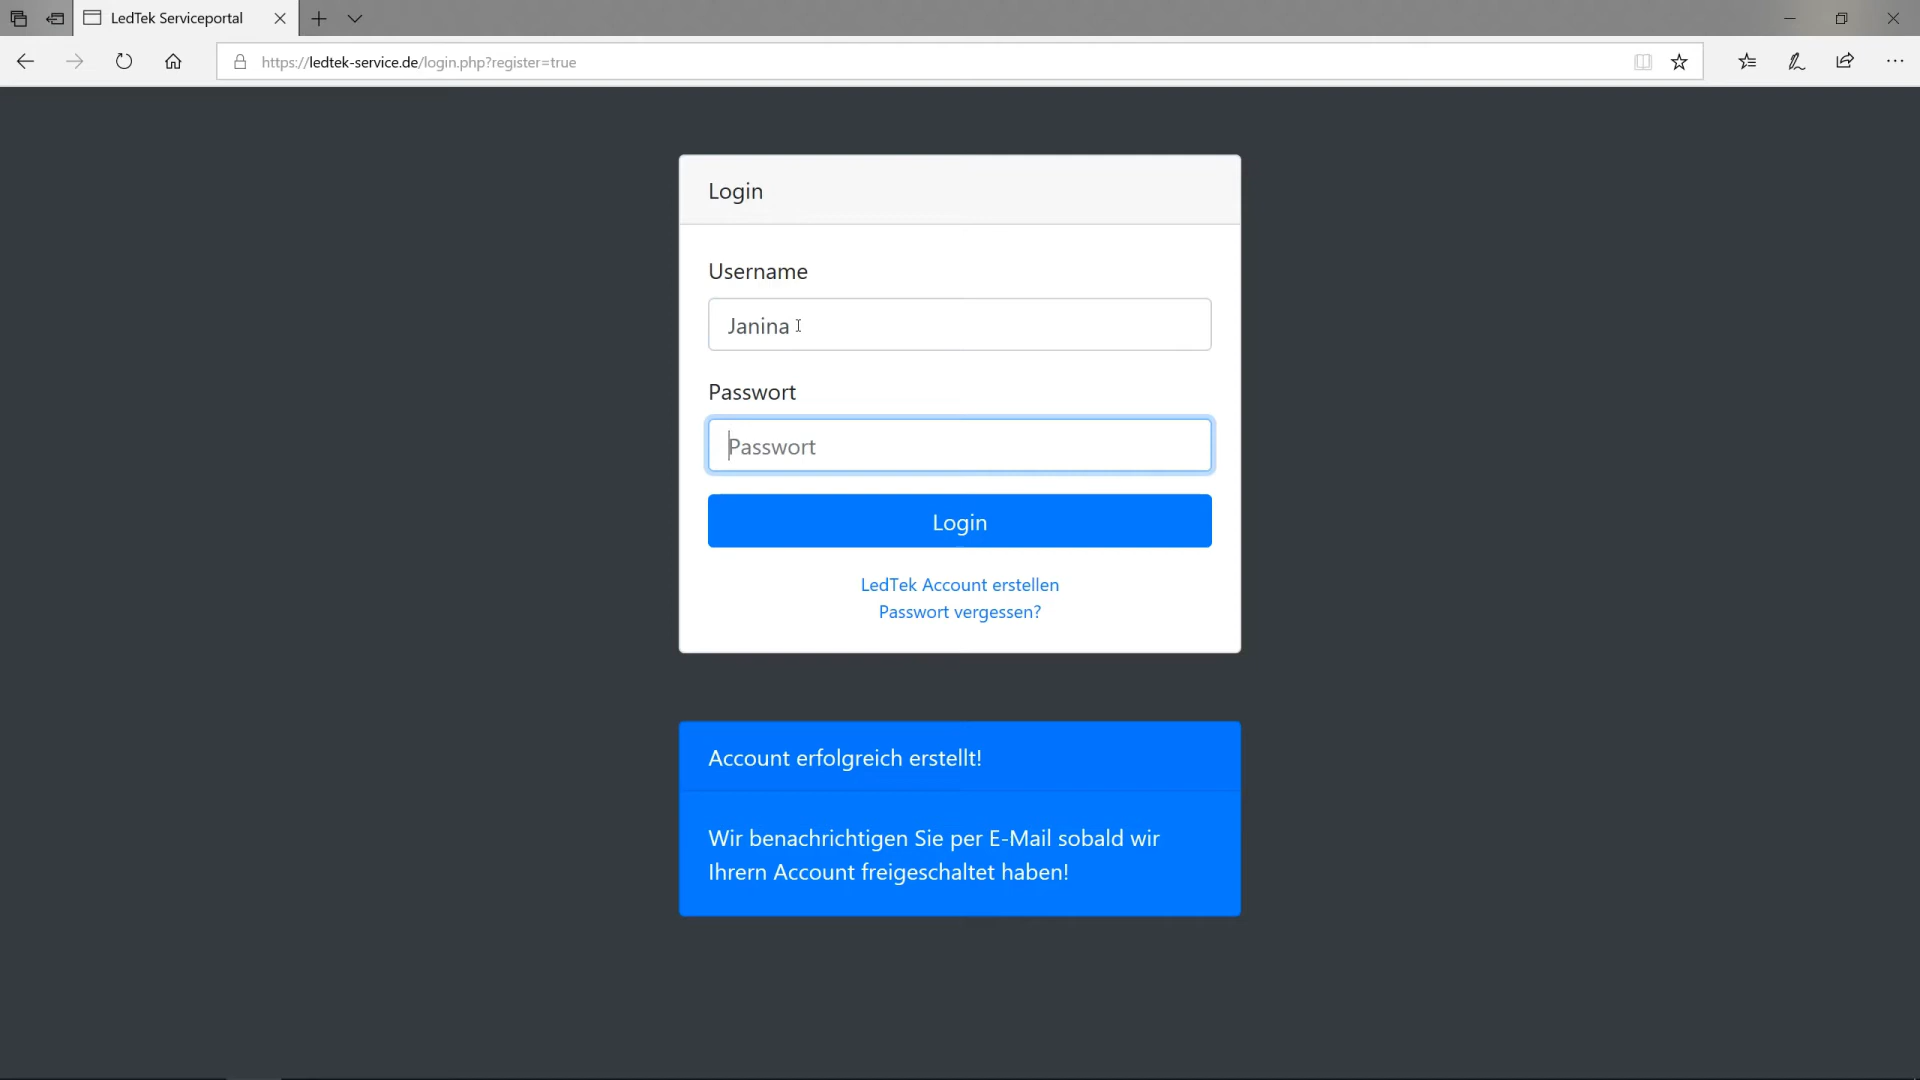 LedTek Serviceportal
https://ledtek-service.de/login.php?register=true
Login
Username
Janina
Passwort
Passwort
Login
LedTek Account erstellen
Passwort vergessen?
Account erfolgreich erstellt!
Wir benachrichtigen Sie per E-Mail sobald wir
Ihrern Account freigeschaltet haben!